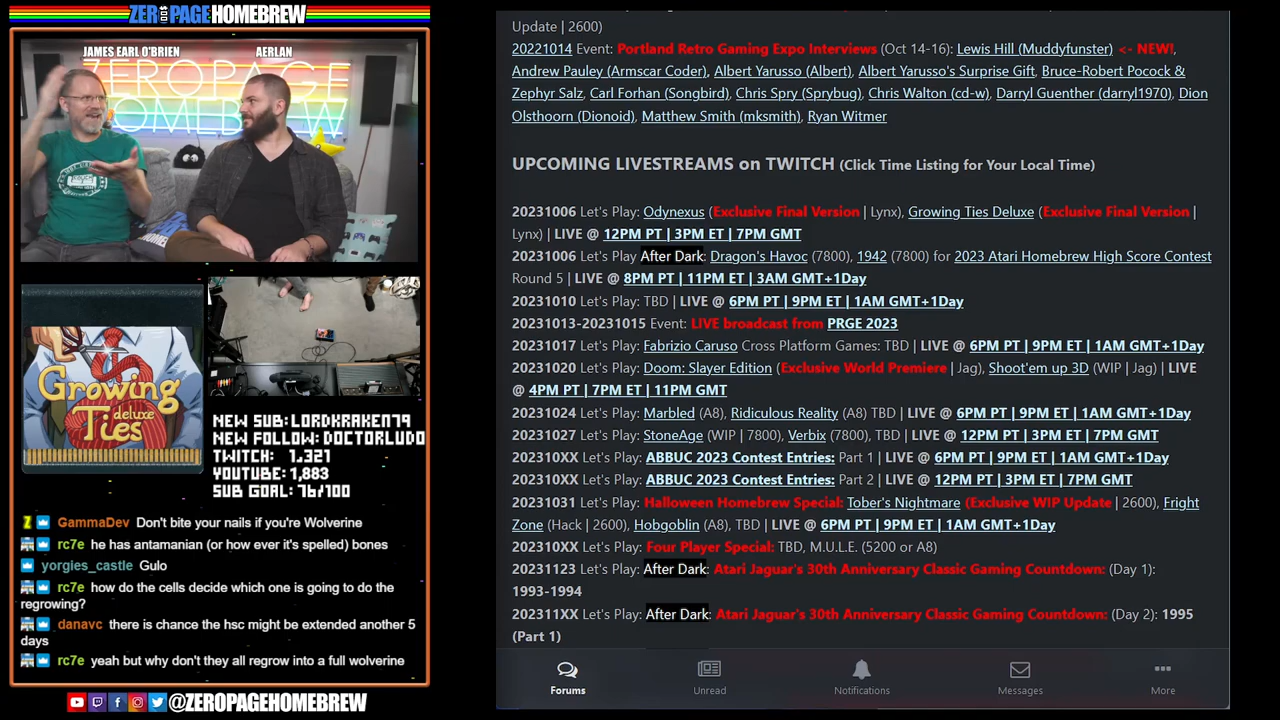 ZERO PAGE HOMEBREW
JAMES EARL O'BRIEN
AERLAN
ZEROPAGE
HOMEBREW
Growing
Ties
deluxe
NEW SUB: LORDKRAKEN79
NEW FOLLOW: DOCTORLUDO
TWITCH: 1,321
YOUTUBE: 1,883
SUB GOAL: 76/100
GammaDev Don't bite your nails if you're Wolverine
rc7e he has antamanian (or how ever it's spelled) bones
yorgies_castle Gulo
rc7e how do the cells decide which one is going to do the
regrowing?
danavc there is chance the hsc might be extended another 5
days
rc7e yeah but why don't they all regrow into a full wolverine
@ZEROPAGEHOMEBREW
Update | 2600)
20221014 Event: Portland Retro Gaming Expo Interviews (Oct 14-16): Lewis Hill (Muddyfunster) <- NEW!,
Andrew Pauley (Armscar Coder), Albert Yarusso (Albert), Albert Yarusso's Surprise Gift, Bruce-Robert Pocock &
Zephyr Salz, Carl Forhan (Songbird), Chris Spry (Sprybug), Chris Walton (cd-w), Darryl Guenther (darryl1970), Dion
Olsthoorn (Dionoid), Matthew Smith (mksmith), Ryan Witmer
UPCOMING LIVESTREAMS on TWITCH (Click Time Listing for Your Local Time)
20231006 Let's Play: Odynexus (Exclusive Final Version | Lynx), Growing Ties Deluxe (Exclusive Final Version |
Lynx) | LIVE @ 12PM PT | 3PM ET | 7PM GMT
20231006 Let's Play After Dark: Dragon's Havoc (7800), 1942 (7800) for 2023 Atari Homebrew High Score Contest
Round 5 | LIVE @ 8PM PT | 11PM ET | 3AM GMT+1Day
20231010 Let's Play: TBD | LIVE @ 6PM PT | 9PM ET | 1AM GMT+1Day
20231013-20231015 Event: LIVE broadcast from PRGE 2023
20231017 Let's Play: Fabrizio Caruso Cross Platform Games: TBD | LIVE @ 6PM PT | 9PM ET | 1AM GMT+1Day
20231020 Let's Play: Doom: Slayer Edition (Exclusive World Premiere | Jag), Shoot'em up 3D (WIP | Jag) | LIVE
@ 4PM PT | 7PM ET | 11PM GMT
20231024 Let's Play: Marbled (A8), Ridiculous Reality (A8) TBD | LIVE @ 6PM PT | 9PM ET | 1AM GMT+1Day
20231027 Let's Play: StoneAge (WIP | 7800), Verbix (7800), TBD | LIVE @ 12PM PT | 3PM ET | 7PM GMT
202310XX Let's Play: ABBUC 2023 Contest Entries: Part 1 | LIVE @ 6PM PT | 9PM ET | 1AM GMT+1Day
202310XX Let's Play: ABBUC 2023 Contest Entries: Part 2 | LIVE @ 12PM PT | 3PM ET | 7PM GMT
20231031 Let's Play: Halloween Homebrew Special: Tober's Nightmare (Exclusive WIP Update | 2600), Fright
Zone (Hack | 2600), Hobgoblin (A8), TBD | LIVE @ 6PM PT | 9PM ET | 1AM GMT+1Day
202310XX Let's Play: Four Player Special: TBD, M.U.L.E. (5200 or A8)
20231123 Let's Play: After Dark: Atari Jaguar's 30th Anniversary Classic Gaming Countdown: (Day 1):
1993-1994
202311XX Let's Play: After Dark: Atari Jaguar's 30th Anniversary Classic Gaming Countdown: (Day 2): 1995
(Part 1)
Forums
Unread
Notifications
Messages
More